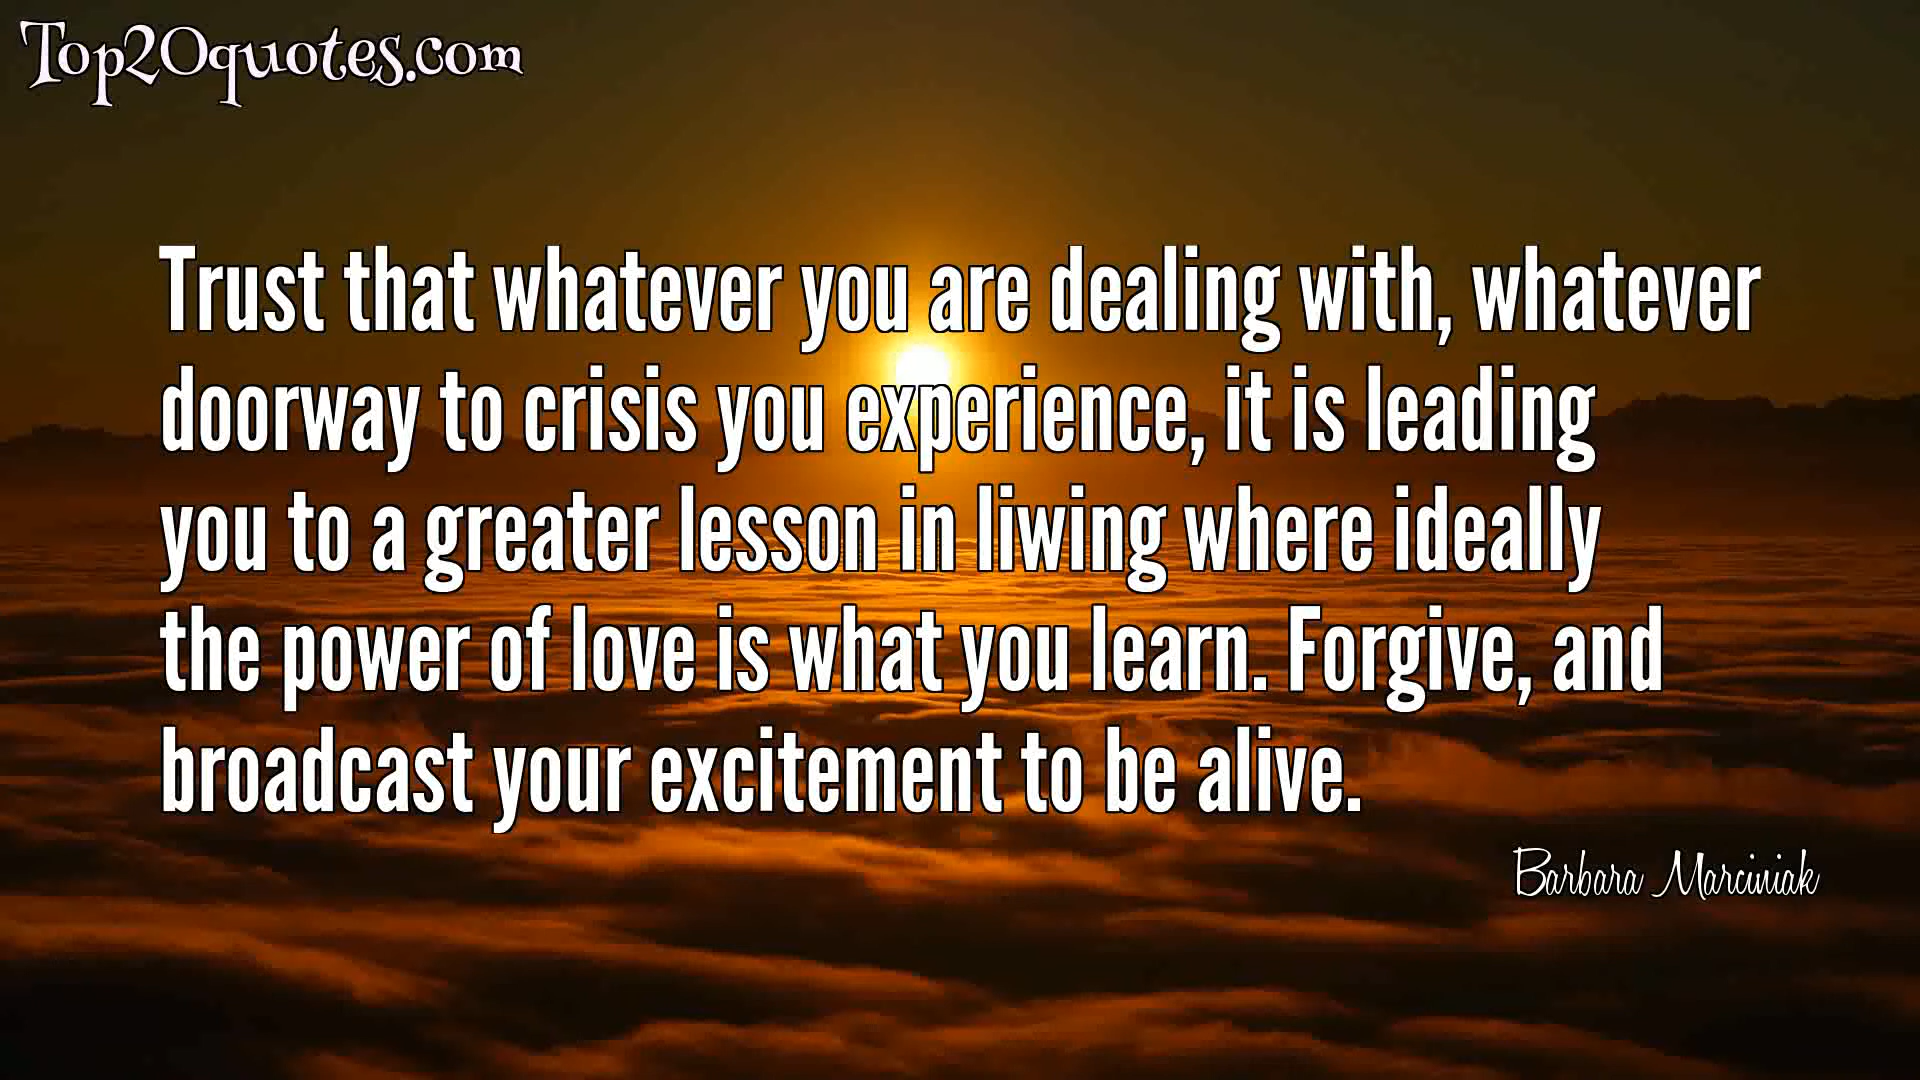 Top20quotes.com
Trust that whatever you are dealing with, whatever
doorway to crisis you experience, it is leading
you to a greater lesson in liwing where ideally
the power of love is what you learn. Forgive, and
broadcast your excitement to be alive.
Barbara Marciniak